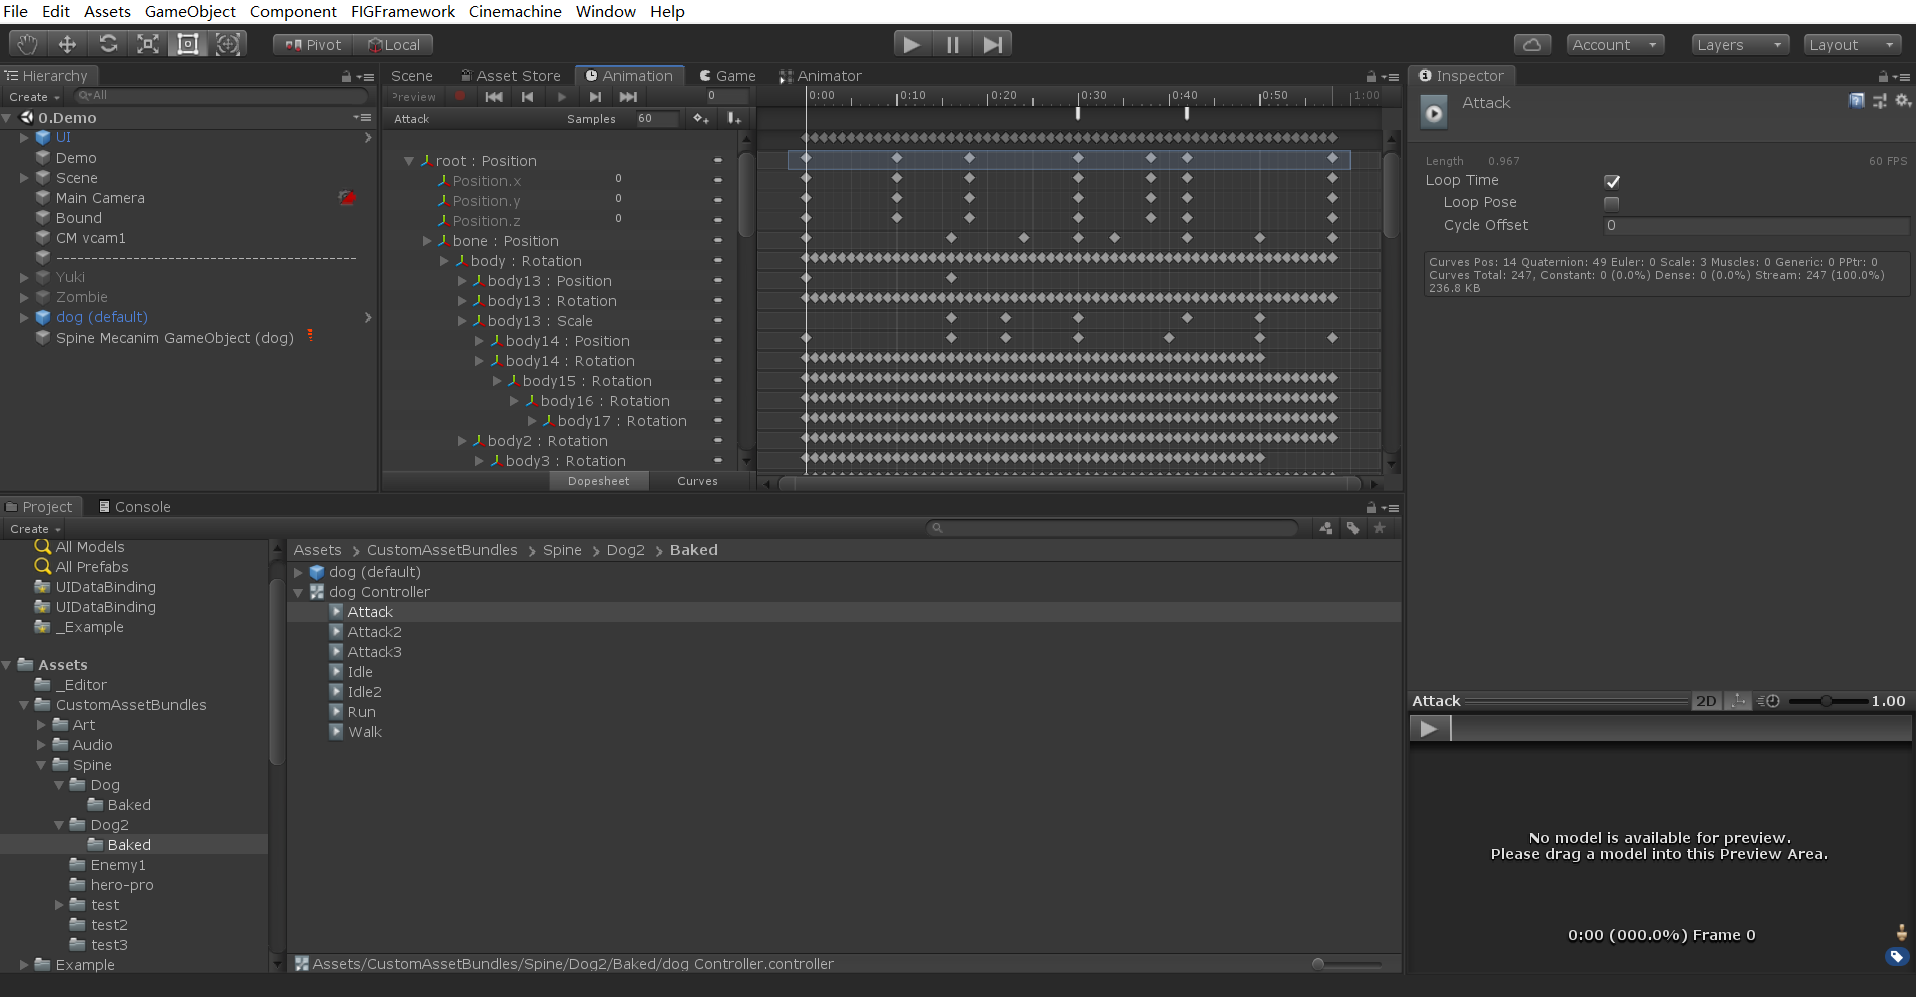 File Edit Assets GameObject Component FIGFramework Cinemachine Window Help
Pivot Local Account Layers Layout
Hierarchy
Create All
0.Demo
UI
Demo
Scene
Main Camera
Bound
CM vcam1
-----------------------------------------
Yuki
Zombie
dog (default)
Spine Mecanim GameObject (dog)
Scene Asset Store Animation Game Animator
Preview 0 0:00 0:10 0:20 0:30 0:40 0:50 1:00
Attack Samples 60
root : Position
Position.x 0
Position.y 0
Position.z 0
bone : Position
body : Rotation
body13 : Position
body13 : Rotation
body13 : Scale
body14 : Position
body14 : Rotation
body15 : Rotation
body16 : Rotation
body17 : Rotation
body2 : Rotation
body3 : Rotation
Dopesheet Curves
Inspector
Attack
Length 0.967 60 FPS
Loop Time
Loop Pose
Cycle Offset 0
Curves Pos: 14 Quaternion: 49 Euler: 0 Scale: 3 Muscles: 0 Generic: 0 PPtr: 0
Curves Total: 247, Constant: 0 (0.0%) Dense: 0 (0.0%) Stream: 247 (100.0%)
236.8 KB
Project Console
Create
All Models
All Prefabs
UIDataBinding
UIDataBinding
_Example
Assets
_Editor
CustomAssetBundles
Art
Audio
Spine
Dog
Baked
Dog2
Baked
Enemy1
hero-pro
test
test2
test3
Example
Assets CustomAssetBundles Spine Dog2 Baked
dog (default)
dog Controller
Attack
Attack2
Attack3
Idle
Idle2
Run
Walk
Assets/CustomAssetBundles/Spine/Dog2/Baked/dog Controller.controller
Attack 2D 1.00
No model is available for preview.
Please drag a model into this Preview Area.
0:00 (000.0%) Frame 0